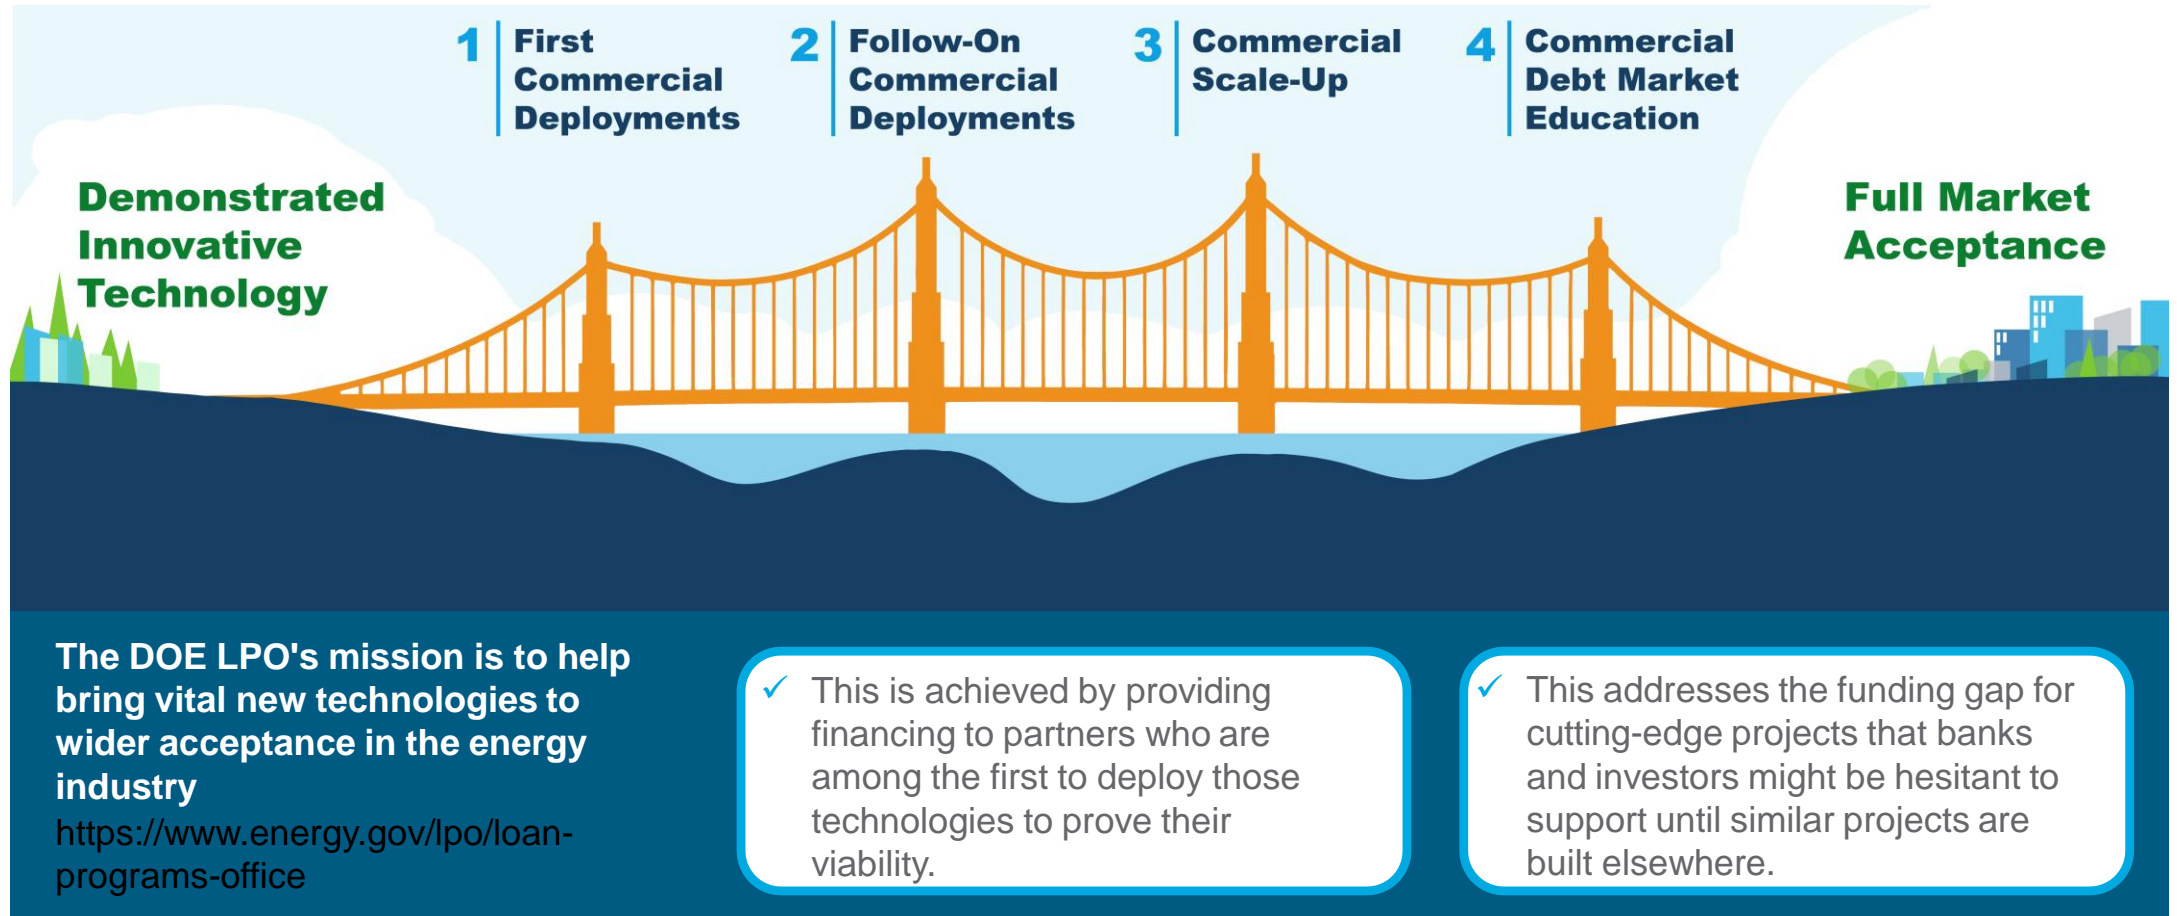 1
First
Commercial
Deployments
2
Follow-On
Commercial
Deployments
3
Commercial
Scale-Up
4
Commercial
Debt Market
Education
Demonstrated
Innovative
Technology
Full Market
Acceptance
The DOE LPO's mission is to help
bring vital new technologies to
wider acceptance in the energy
industry
https://www.energy.gov/lpo/loan-
programs-office
✓ This is achieved by providing
financing to partners who are
among the first to deploy those
technologies to prove their
viability.
✓ This addresses the funding gap for
cutting-edge projects that banks
and investors might be hesitant to
support until similar projects are
built elsewhere.